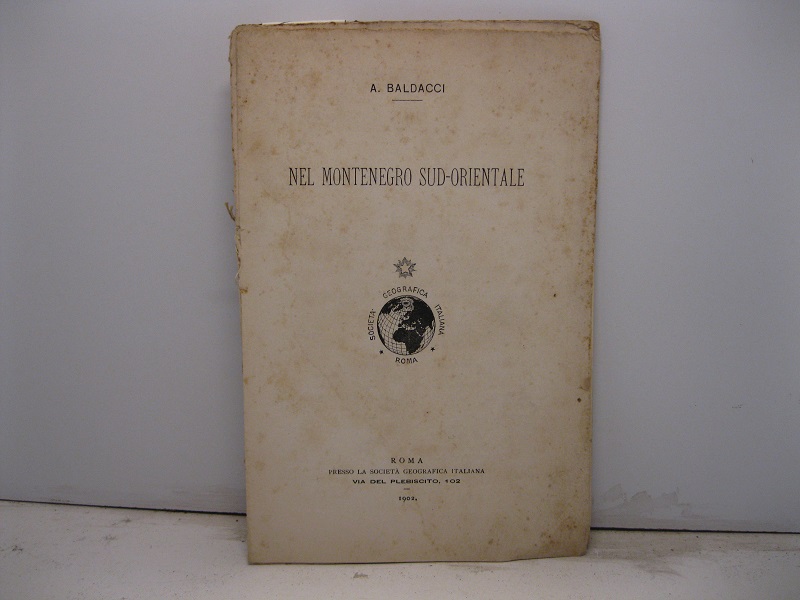 A. BALDACCI
NEL MONTENEGRO SUD-ORIENTALE
SOCIETÀ GEOGRAFICA ITALIANA
ROMA
ROMA
PRESSO LA SOCIETÀ GEOGRAFICA ITALIANA
VIA DEL PLEBISCITO, 102
1902.